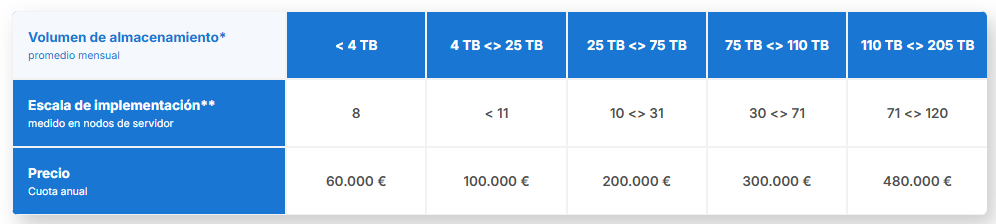 Volumen de almacenamiento*
promedio mensual
< 4 TB
4 TB <> 25 TB
25 TB <> 75 TB
75 TB <> 110 TB
110 TB <> 205 TB
Escala de implementación**
medido en nodos de servidor
8
< 11
10 <> 31
30 <> 71
71 <> 120
Precio
Cuota anual
60.000 €
100.000 €
200.000 €
300.000 €
480.000 €